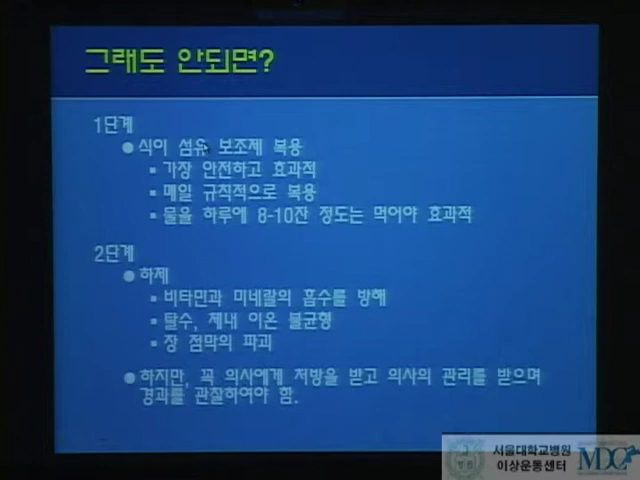 그래도 안되면?
1단계
● 식이 섬유 보조제 복용
▪ 가장 안전하고 효과적
▪ 매일 규칙적으로 복용
▪ 물을 하루에 8-10잔 정도는 먹어야 효과적
2단계
● 하제
▪ 비타민과 미네랄의 흡수를 방해
▪ 탈수, 체내 이온 불균형
▪ 장 점막의 파괴
● 하지만, 꼭 의사에게 처방을 받고 의사의 관리를 받으며
경과를 관찰하여야 함.
서울대학교병원
이상운동센터
MDC